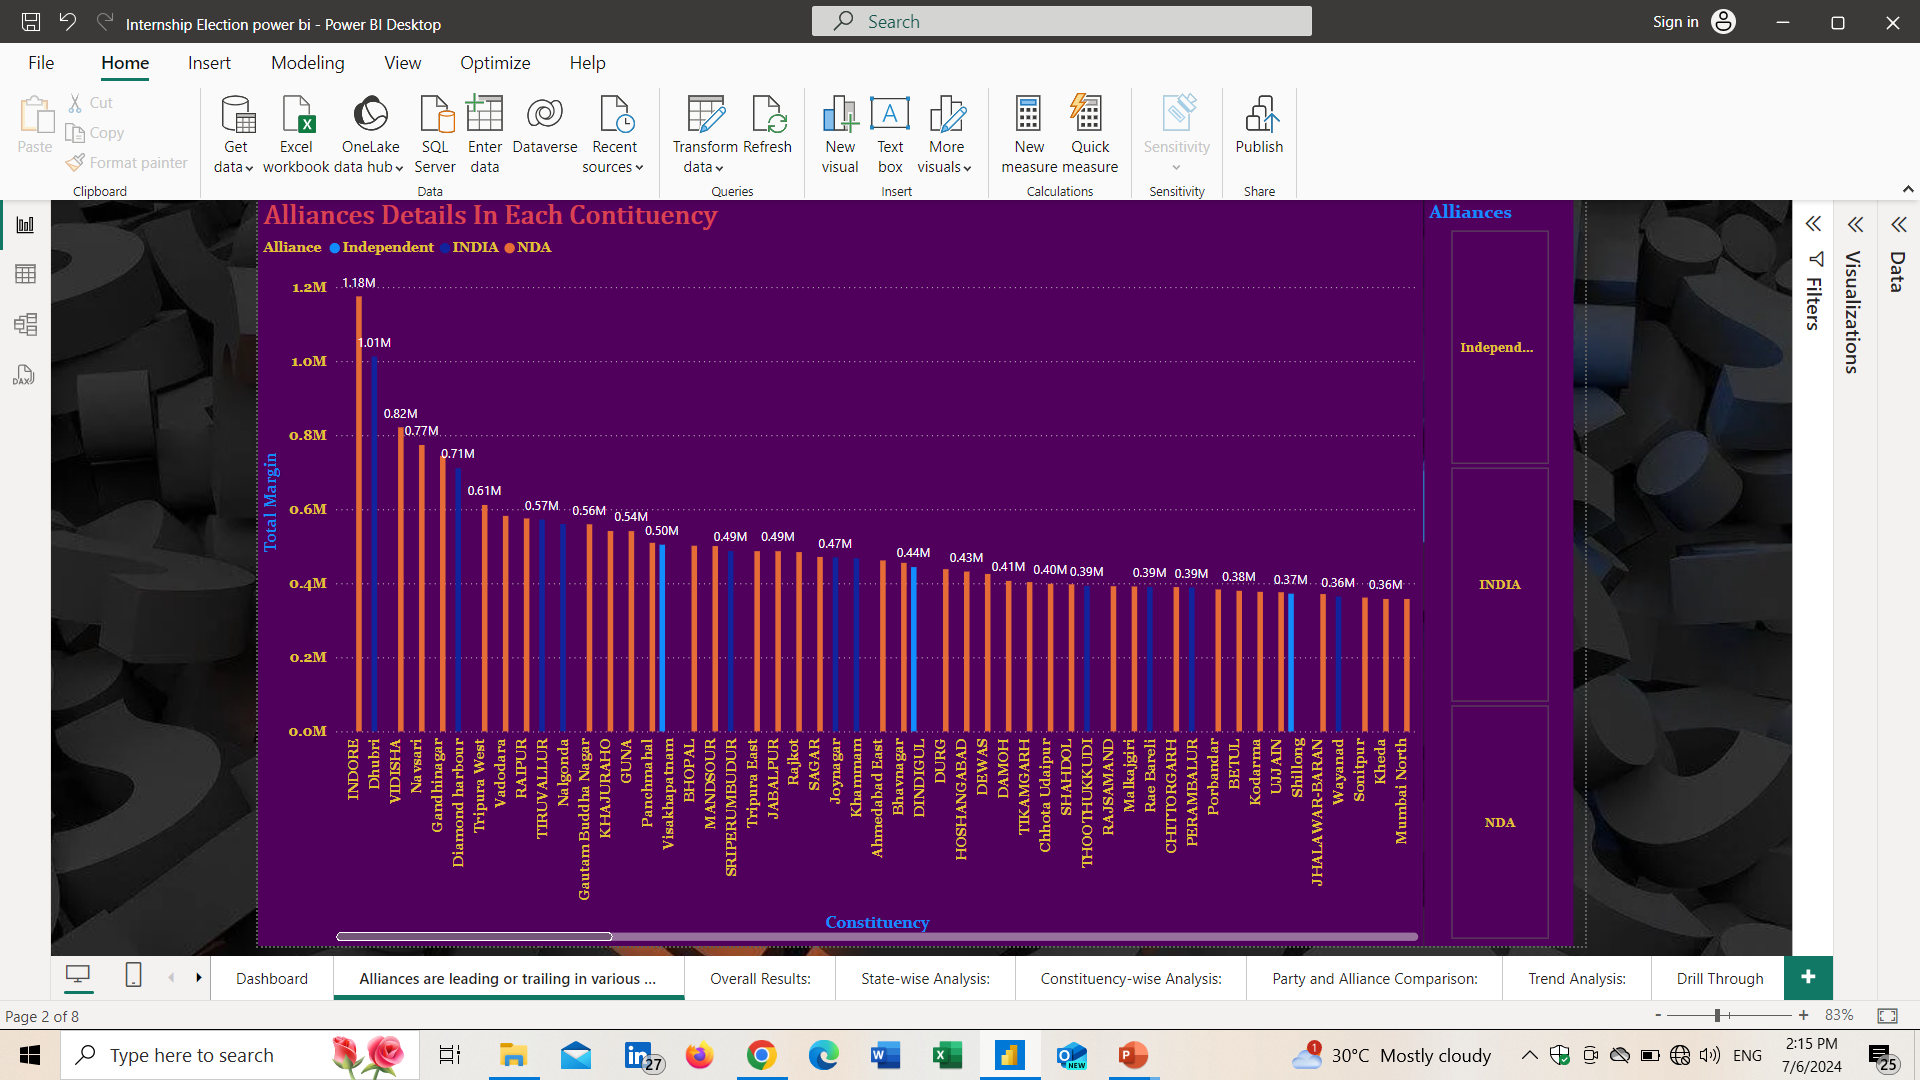 Internship Election power bi - Power BI Desktop
Search
Sign in
File Home Insert Modeling View Optimize Help
Paste
Cut
Copy
Format painter
Clipboard
Get data
Excel workbook
OneLake data hub
SQL Server
Enter data
Dataverse
Recent sources
Data
Transform data
Refresh
Queries
New visual
Text box
More visuals
Insert
New measure
Quick measure
Calculations
Sensitivity
Sensitivity
Publish
Share
DAX
Alliances Details In Each Contituency
Alliance Independent INDIA NDA
Total Margin
1.2M
1.0M
0.8M
0.6M
0.4M
0.2M
0.0M
1.18M
1.01M
0.82M
0.77M
0.71M
0.61M
0.57M
0.56M
0.54M
0.50M
0.49M
0.49M
0.47M
0.44M
0.43M
0.41M
0.40M
0.39M
0.39M
0.39M
0.38M
0.37M
0.36M
0.36M
INDORE
Dhubri
VIDISHA
Navsari
Gandhinagar
Diamond harbour
Tripura West
Vadodara
RAIPUR
TIRUVALLUR
Nalgonda
Gautam Buddha Nagar
KHAJURAHO
GUNA
Panchmahal
Visakhapatnam
BHOPAL
MANDSOUR
SRIPERUMBUDUR
Tripura East
JABALPUR
Rajkot
SAGAR
Joynagar
Khammam
Ahmedabad East
Bhavnagar
DINDIGUL
DURG
HOSHANGABAD
DEWAS
DAMOH
TIKAMGARH
Chhota Udaipur
SHAHDOL
THOOTHUKKUDI
RAJSAMAND
Malkajgri
Rae Bareli
CHITTORGARH
PERAMBALUR
Porbandar
BETUL
Kodarma
UJJAIN
Shillong
JHALAWAR-BARAN
Wayanad
Sonitpur
Kheda
Mumbai North
Constituency
Alliances
Independ...
INDIA
NDA
Filters
Visualizations
Data
Dashboard
Alliances are leading or trailing in various ...
Overall Results:
State-wise Analysis:
Constituency-wise Analysis:
Party and Alliance Comparison:
Trend Analysis:
Drill Through
+
Page 2 of 8
- + 83%
Type here to search
27
NEW
1
30°C Mostly cloudy
ENG
2:15 PM
7/6/2024
25